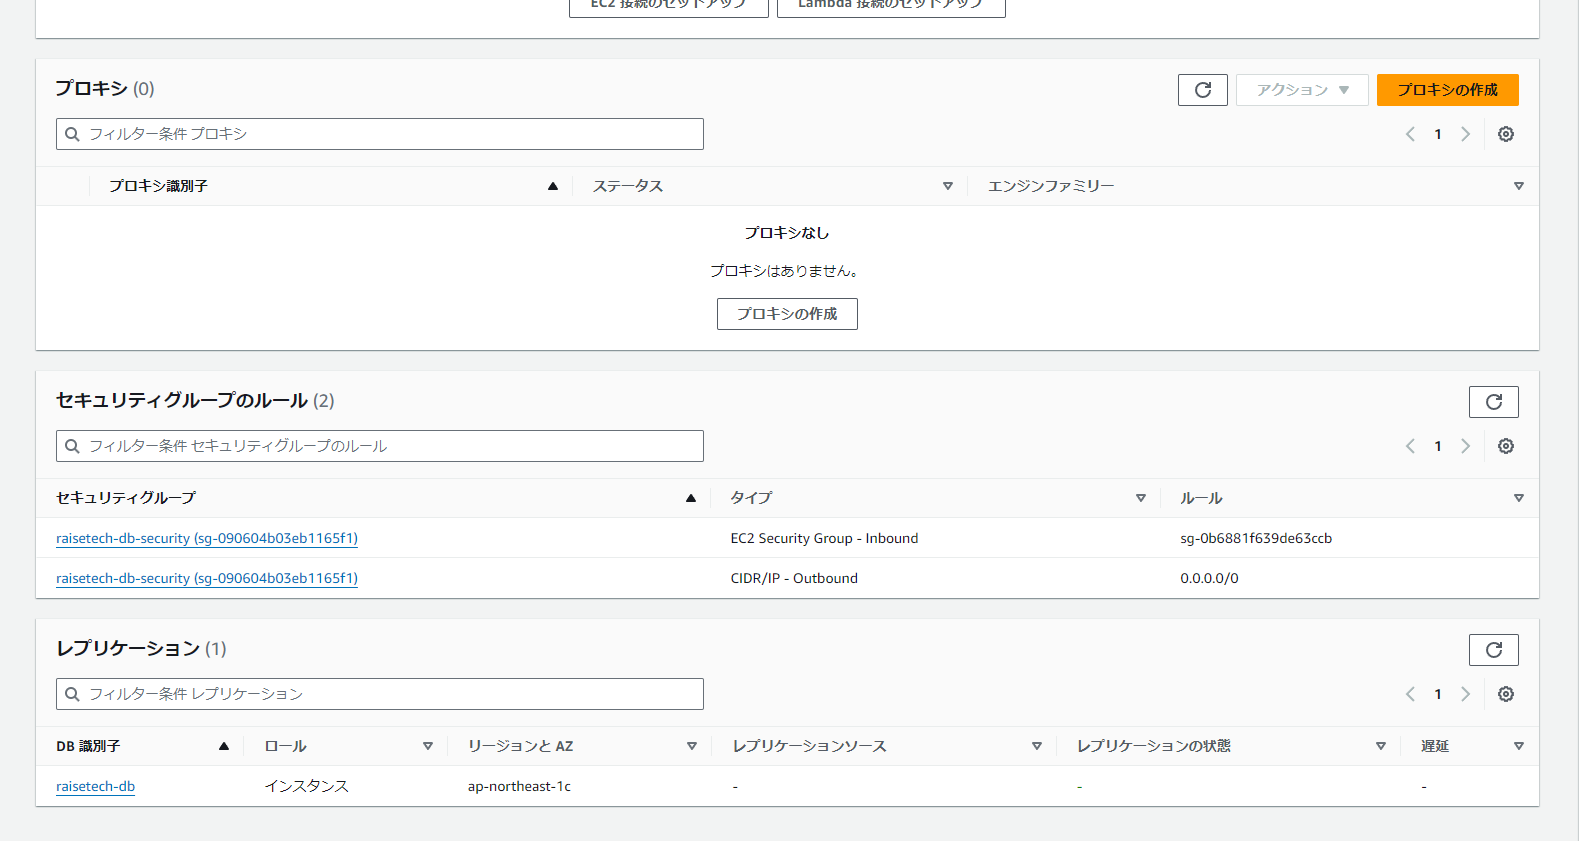 EC2 接続のセットアップ
Lambda 接続のセットアップ
プロキシ (0)
アクション
プロキシの作成
フィルター条件 プロキシ
1
プロキシ識別子
ステータス
エンジンファミリー
プロキシなし
プロキシはありません。
プロキシの作成
セキュリティグループのルール (2)
フィルター条件 セキュリティグループのルール
1
セキュリティグループ
タイプ
ルール
raisetech-db-security (sg-090604b03eb1165f1)
EC2 Security Group - Inbound
sg-0b6881f639de63ccb
raisetech-db-security (sg-090604b03eb1165f1)
CIDR/IP - Outbound
0.0.0.0/0
レプリケーション (1)
フィルター条件 レプリケーション
1
DB 識別子
ロール
リージョンと AZ
レプリケーションソース
レプリケーションの状態
遅延
raisetech-db
インスタンス
ap-northeast-1c
-
-
-